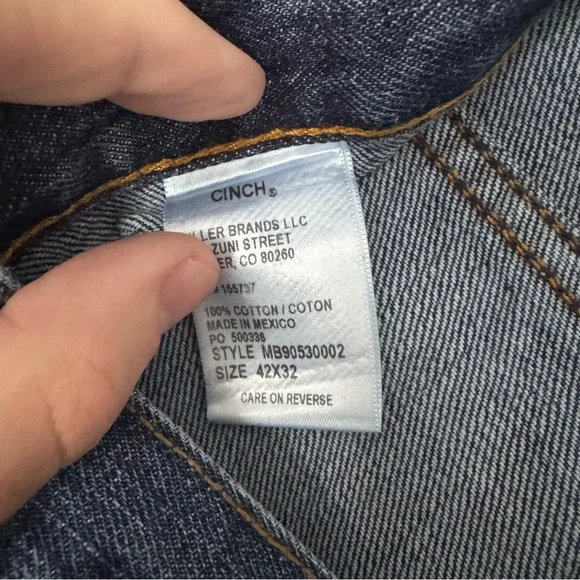 CINCH®
LER BRANDS LLC
ZUNI STREET
ER, CO 80260
155737
100% COTTON / COTON
MADE IN MEXICO
PO 500336
STYLE MB90530002
SIZE 42X32
CARE ON REVERSE